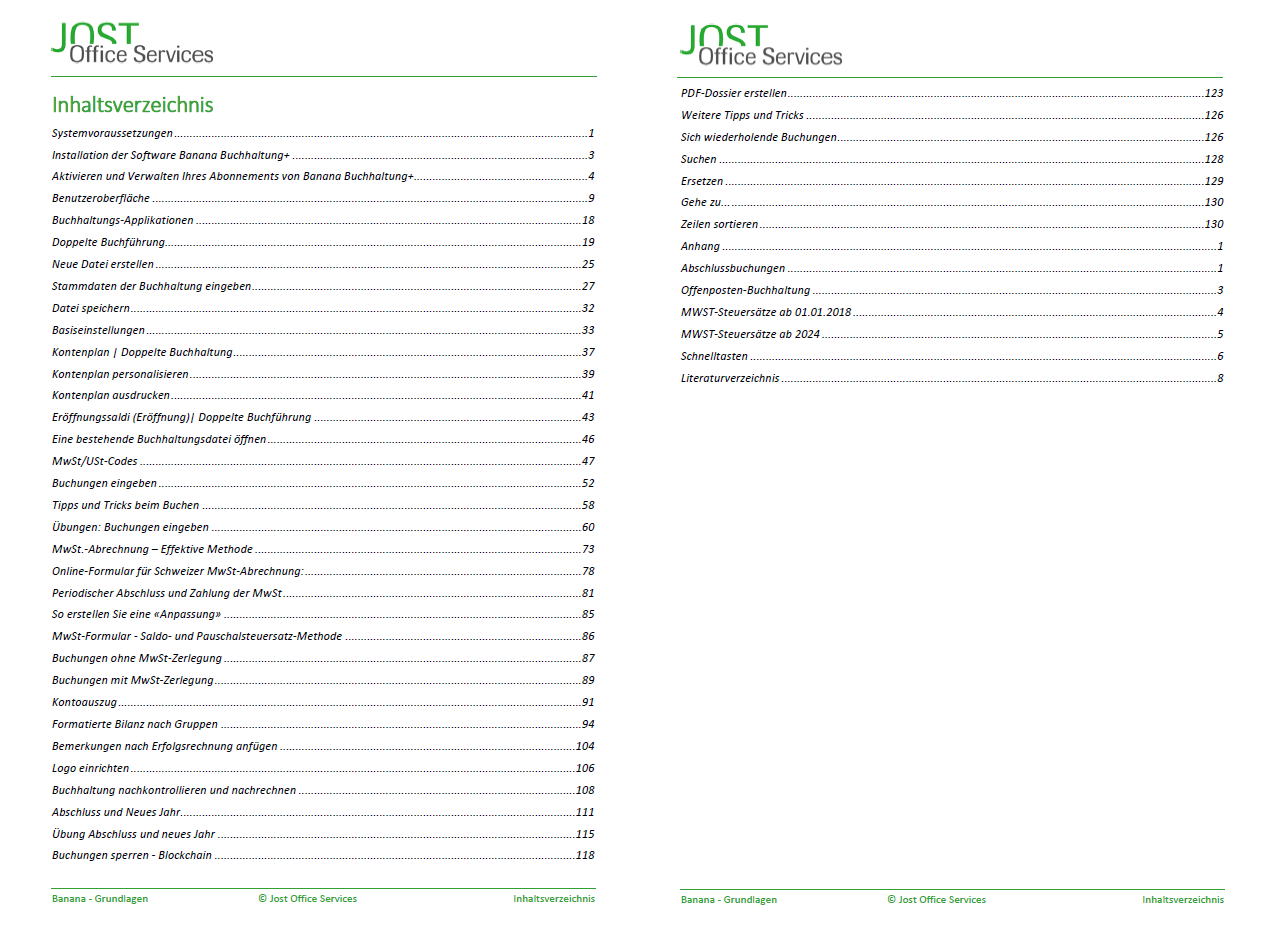 JOST
Office Services
Inhaltsverzeichnis
Systemvoraussetzungen 1
Installation der Software Banana Buchhaltung+ 3
Aktivieren und Verwalten Ihres Abonnements von Banana Buchhaltung+ 4
Benutzeroberfläche 9
Buchhaltungs-Applikationen 18
Doppelte Buchführung 19
Neue Datei erstellen 25
Stammdaten der Buchhaltung eingeben 27
Datei speichern 32
Basiseinstellungen 33
Kontenplan | Doppelte Buchhaltung 37
Kontenplan personalisieren 39
Kontenplan ausdrucken 41
Eröffnungssaldi (Eröffnung)| Doppelte Buchführung 43
Eine bestehende Buchhaltungsdatei öffnen 46
MwSt/USt-Codes 47
Buchungen eingeben 52
Tipps und Tricks beim Buchen 58
Übungen: Buchungen eingeben 60
MwSt.-Abrechnung – Effektive Methode 73
Online-Formular für Schweizer MwSt-Abrechnung: 78
Periodischer Abschluss und Zahlung der MwSt 81
So erstellen Sie eine «Anpassung» 85
MwSt-Formular - Saldo- und Pauschalsteuersatz-Methode 86
Buchungen ohne MwSt-Zerlegung 87
Buchungen mit MwSt-Zerlegung 89
Kontoauszug 91
Formatierte Bilanz nach Gruppen 94
Bemerkungen nach Erfolgsrechnung anfügen 104
Logo einrichten 106
Buchhaltung nachkontrollieren und nachrechnen 108
Abschluss und Neues Jahr 111
Übung Abschluss und neues Jahr 115
Buchungen sperren - Blockchain 118
Banana - Grundlagen © Jost Office Services Inhaltsverzeichnis
JOST
Office Services
PDF-Dossier erstellen 123
Weitere Tipps und Tricks 126
Sich wiederholende Buchungen 126
Suchen 128
Ersetzen 129
Gehe zu... 130
Zeilen sortieren 130
Anhang 1
Abschlussbuchungen 1
Offenposten-Buchhaltung 3
MWST-Steuersätze ab 01.01.2018 4
MWST-Steuersätze ab 2024 5
Schnelltasten 6
Literaturverzeichnis 8
Banana - Grundlagen © Jost Office Services Inhaltsverzeichnis